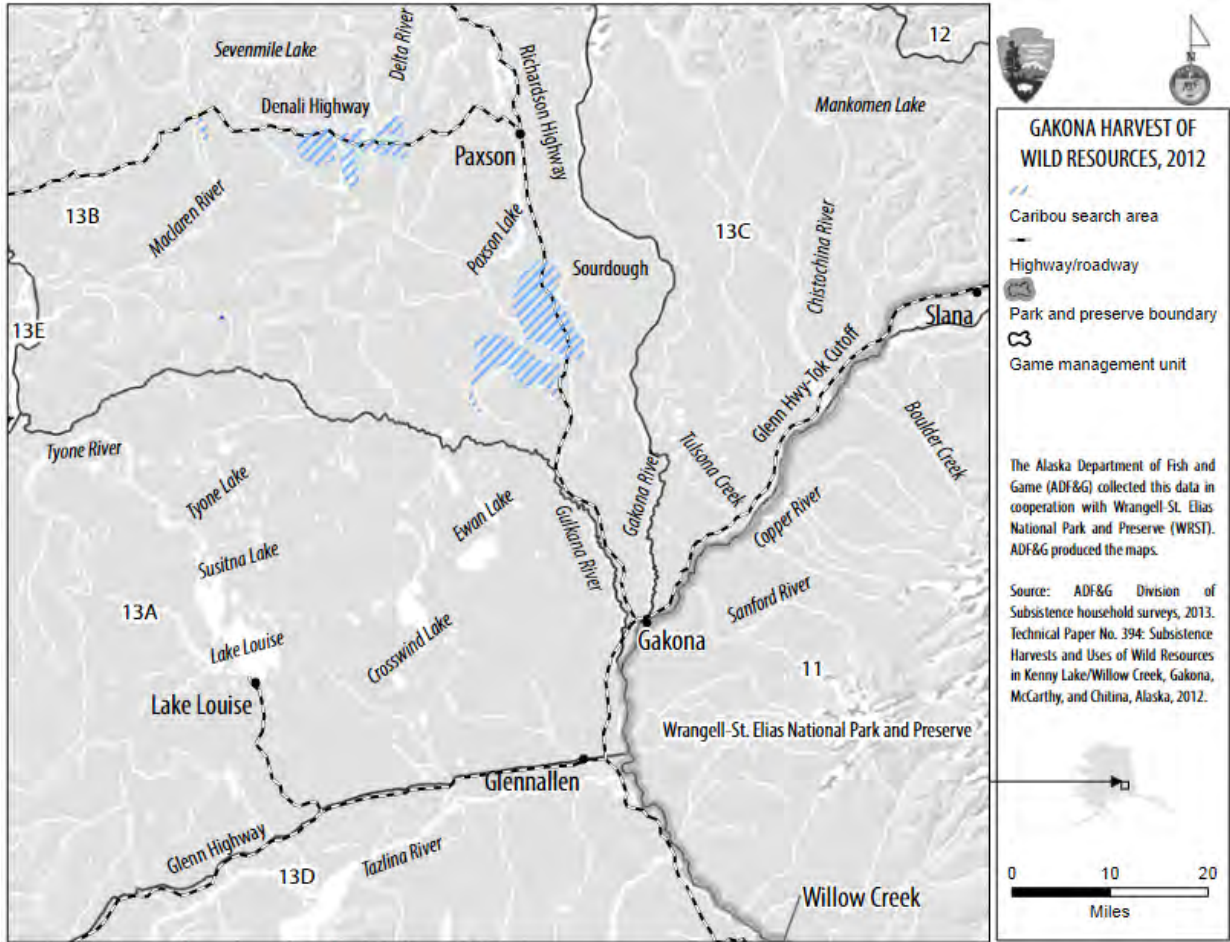 12
Sevenmile Lake
Delta River
Richardson Highway
Denali Highway
Mankomen Lake
Paxson
13B
Maclaren River
Paxson Lake
13C
Chistochina River
Sourdough
Slana
13E
Glenn Hwy-Tok Cutoff
Boulder Creek
Tyone River
Tulsona Creek
Tyone Lake
Ewan Lake
Gakona River
Gulkana River
Copper River
Susitna Lake
Sanford River
13A
Lake Louise
Crosswind Lake
Gakona
11
Lake Louise
Wrangell-St. Elias National Park and Preserve
Glennallen
Glenn Highway
Tazlina River
13D
Willow Creek
N
GAKONA HARVEST OF
WILD RESOURCES, 2012
Caribou search area
Highway/roadway
Park and preserve boundary
Game management unit
The Alaska Department of Fish and
Game (ADF&G) collected this data in
cooperation with Wrangell-St. Elias
National Park and Preserve (WRST).
ADF&G produced the maps.
Source: ADF&G Division of
Subsistence household surveys, 2013.
Technical Paper No. 394: Subsistence
Harvests and Uses of Wild Resources
in Kenny Lake/Willow Creek, Gakona,
McCarthy, and Chitina, Alaska, 2012.
0 10 20
Miles